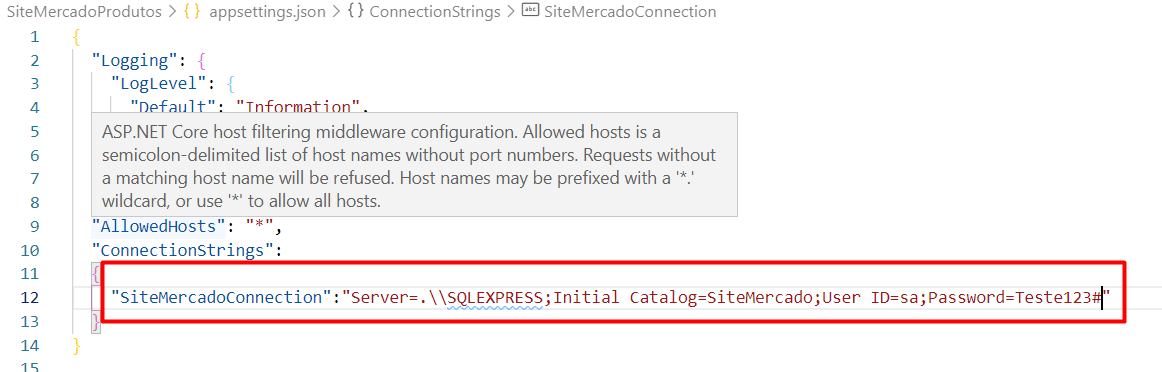 SiteMercadoProdutos > {} appsettings.json > {} ConnectionStrings > abc SiteMercadoConnection
1 {
2 "Logging": {
3 "LogLevel": {
4 "Default": "Information",
5 ASP.NET Core host filtering middleware configuration. Allowed hosts is a
6 semicolon-delimited list of host names without port numbers. Requests without
7 a matching host name will be refused. Host names may be prefixed with a '*.'
8 wildcard, or use '*' to allow all hosts.
9 "AllowedHosts": "*",
10 "ConnectionStrings":
11 {
12 "SiteMercadoConnection":"Server=.\\SQLEXPRESS;Initial Catalog=SiteMercado;User ID=sa;Password=Teste123#"
13 }
14 }
15